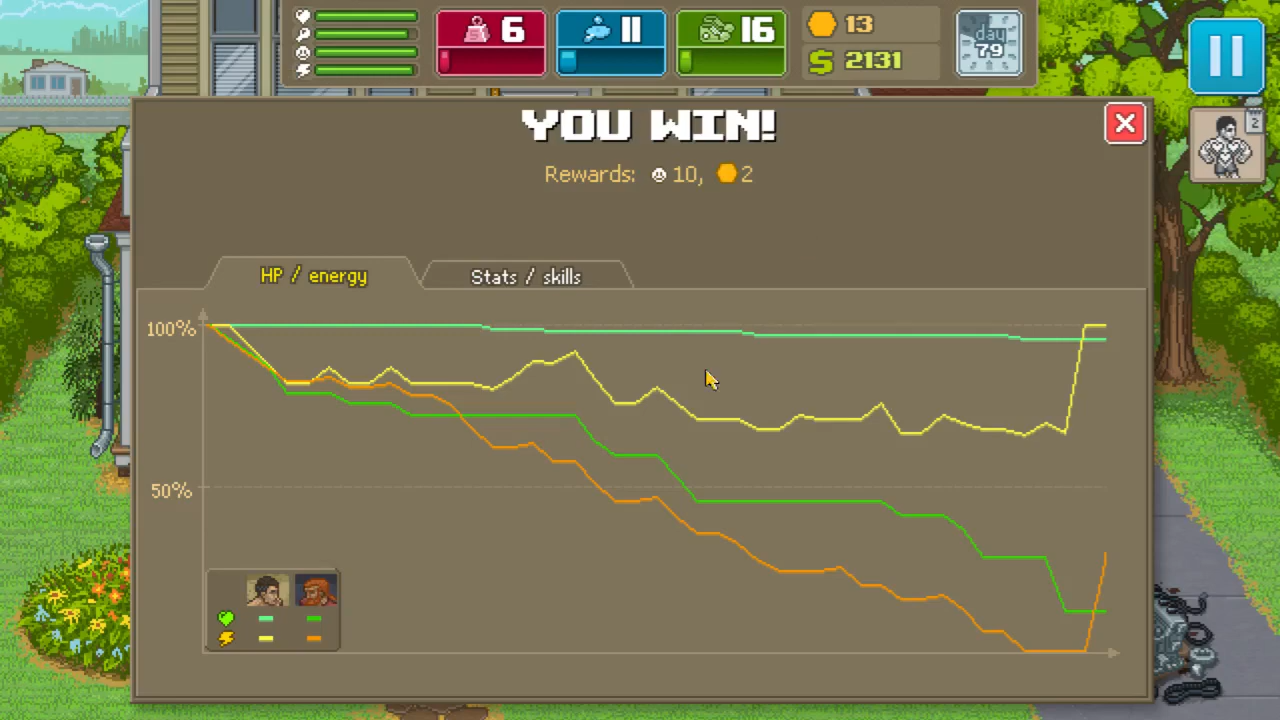 6
11
16
13
$ 2131
day
79
2
YOU WIN!
Rewards: 10, 2
HP / energy
Stats / skills
100%
50%